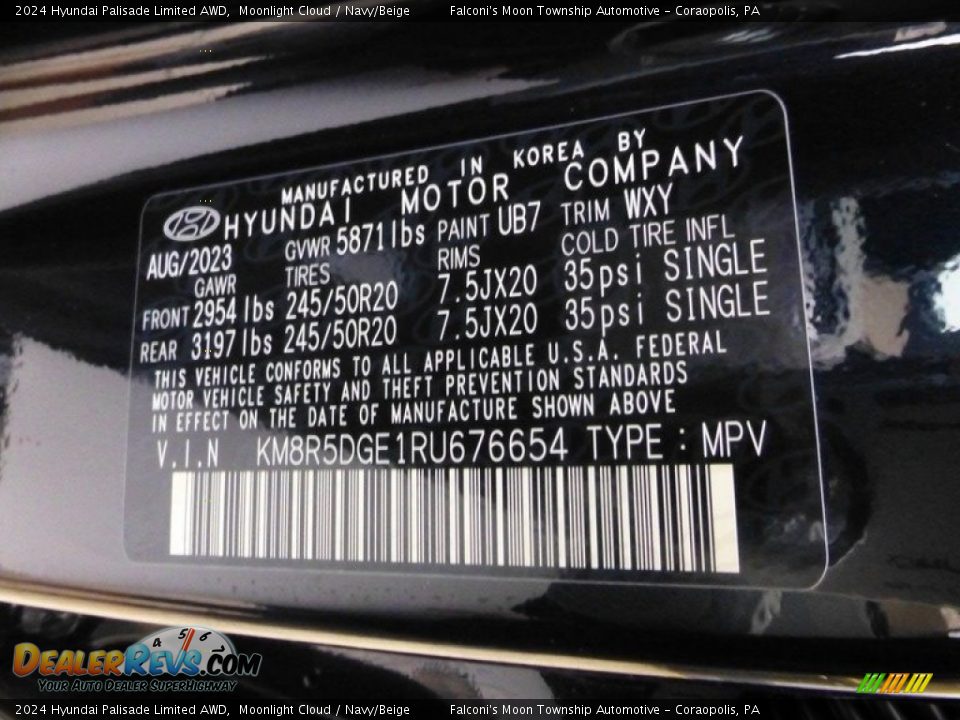 2024 Hyundai Palisade Limited AWD, Moonlight Cloud / Navy/Beige Falconi's Moon Township Automotive - Coraopolis, PA
MANUFACTURED IN KOREA BY
HYUNDAI MOTOR COMPANY
AUG/2023 GVWR 5871lbs PAINT UB7 TRIM WXY
GAWR TIRES RIMS COLD TIRE INFL
FRONT 2954 lbs 245/50R20 7.5JX20 35psi SINGLE
REAR 3197 lbs 245/50R20 7.5JX20 35psi SINGLE
THIS VEHICLE CONFORMS TO ALL APPLICABLE U.S.A. FEDERAL
MOTOR VEHICLE SAFETY AND THEFT PREVENTION STANDARDS
IN EFFECT ON THE DATE OF MANUFACTURE SHOWN ABOVE
V.I.N KM8R5DGE1RU676654 TYPE : MPV
4 5 6
DEALERREVS.COM
YOUR AUTO DEALER SUPERHIGHWAY
2024 Hyundai Palisade Limited AWD, Moonlight Cloud / Navy/Beige Falconi's Moon Township Automotive - Coraopolis, PA